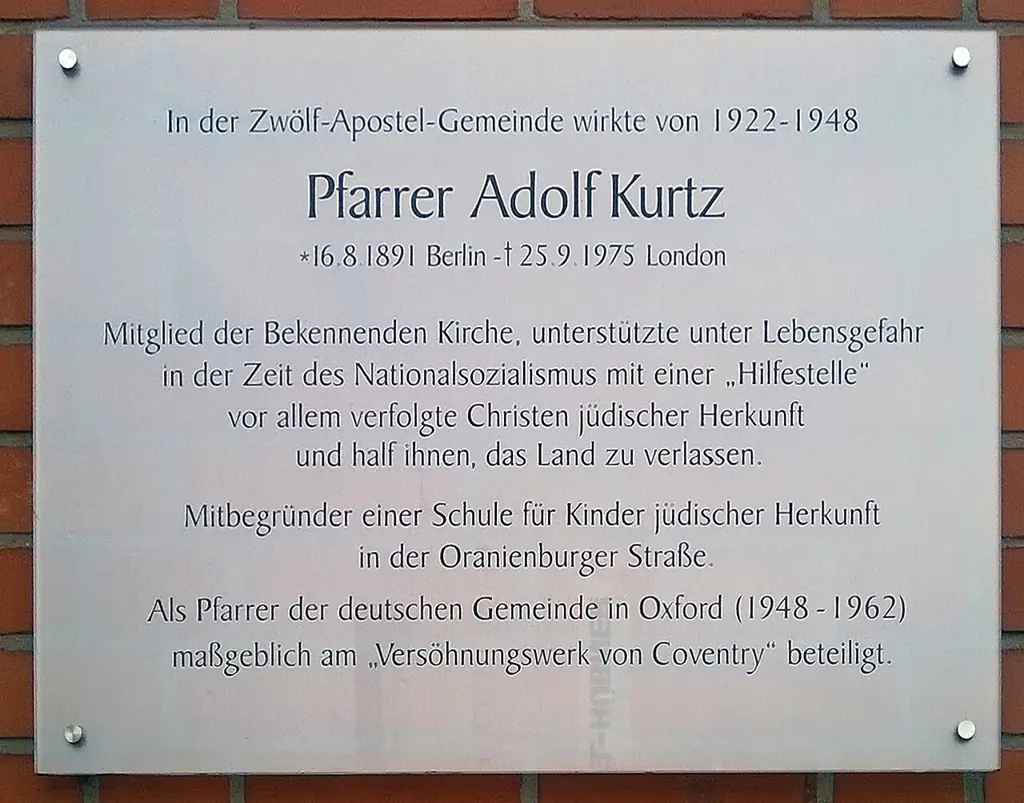 In der Zwölf-Apostel-Gemeinde wirkte von 1922-1948
Pfarrer Adolf Kurtz
*16.8.1891 Berlin -† 25.9.1975 London
Mitglied der Bekennenden Kirche, unterstützte unter Lebensgefahr
in der Zeit des Nationalsozialismus mit einer „Hilfestelle“
vor allem verfolgte Christen jüdischer Herkunft
und half ihnen, das Land zu verlassen.
Mitbegründer einer Schule für Kinder jüdischer Herkunft
in der Oranienburger Straße.
Als Pfarrer der deutschen Gemeinde in Oxford (1948 - 1962)
maßgeblich am „Versöhnungswerk von Coventry“ beteiligt.